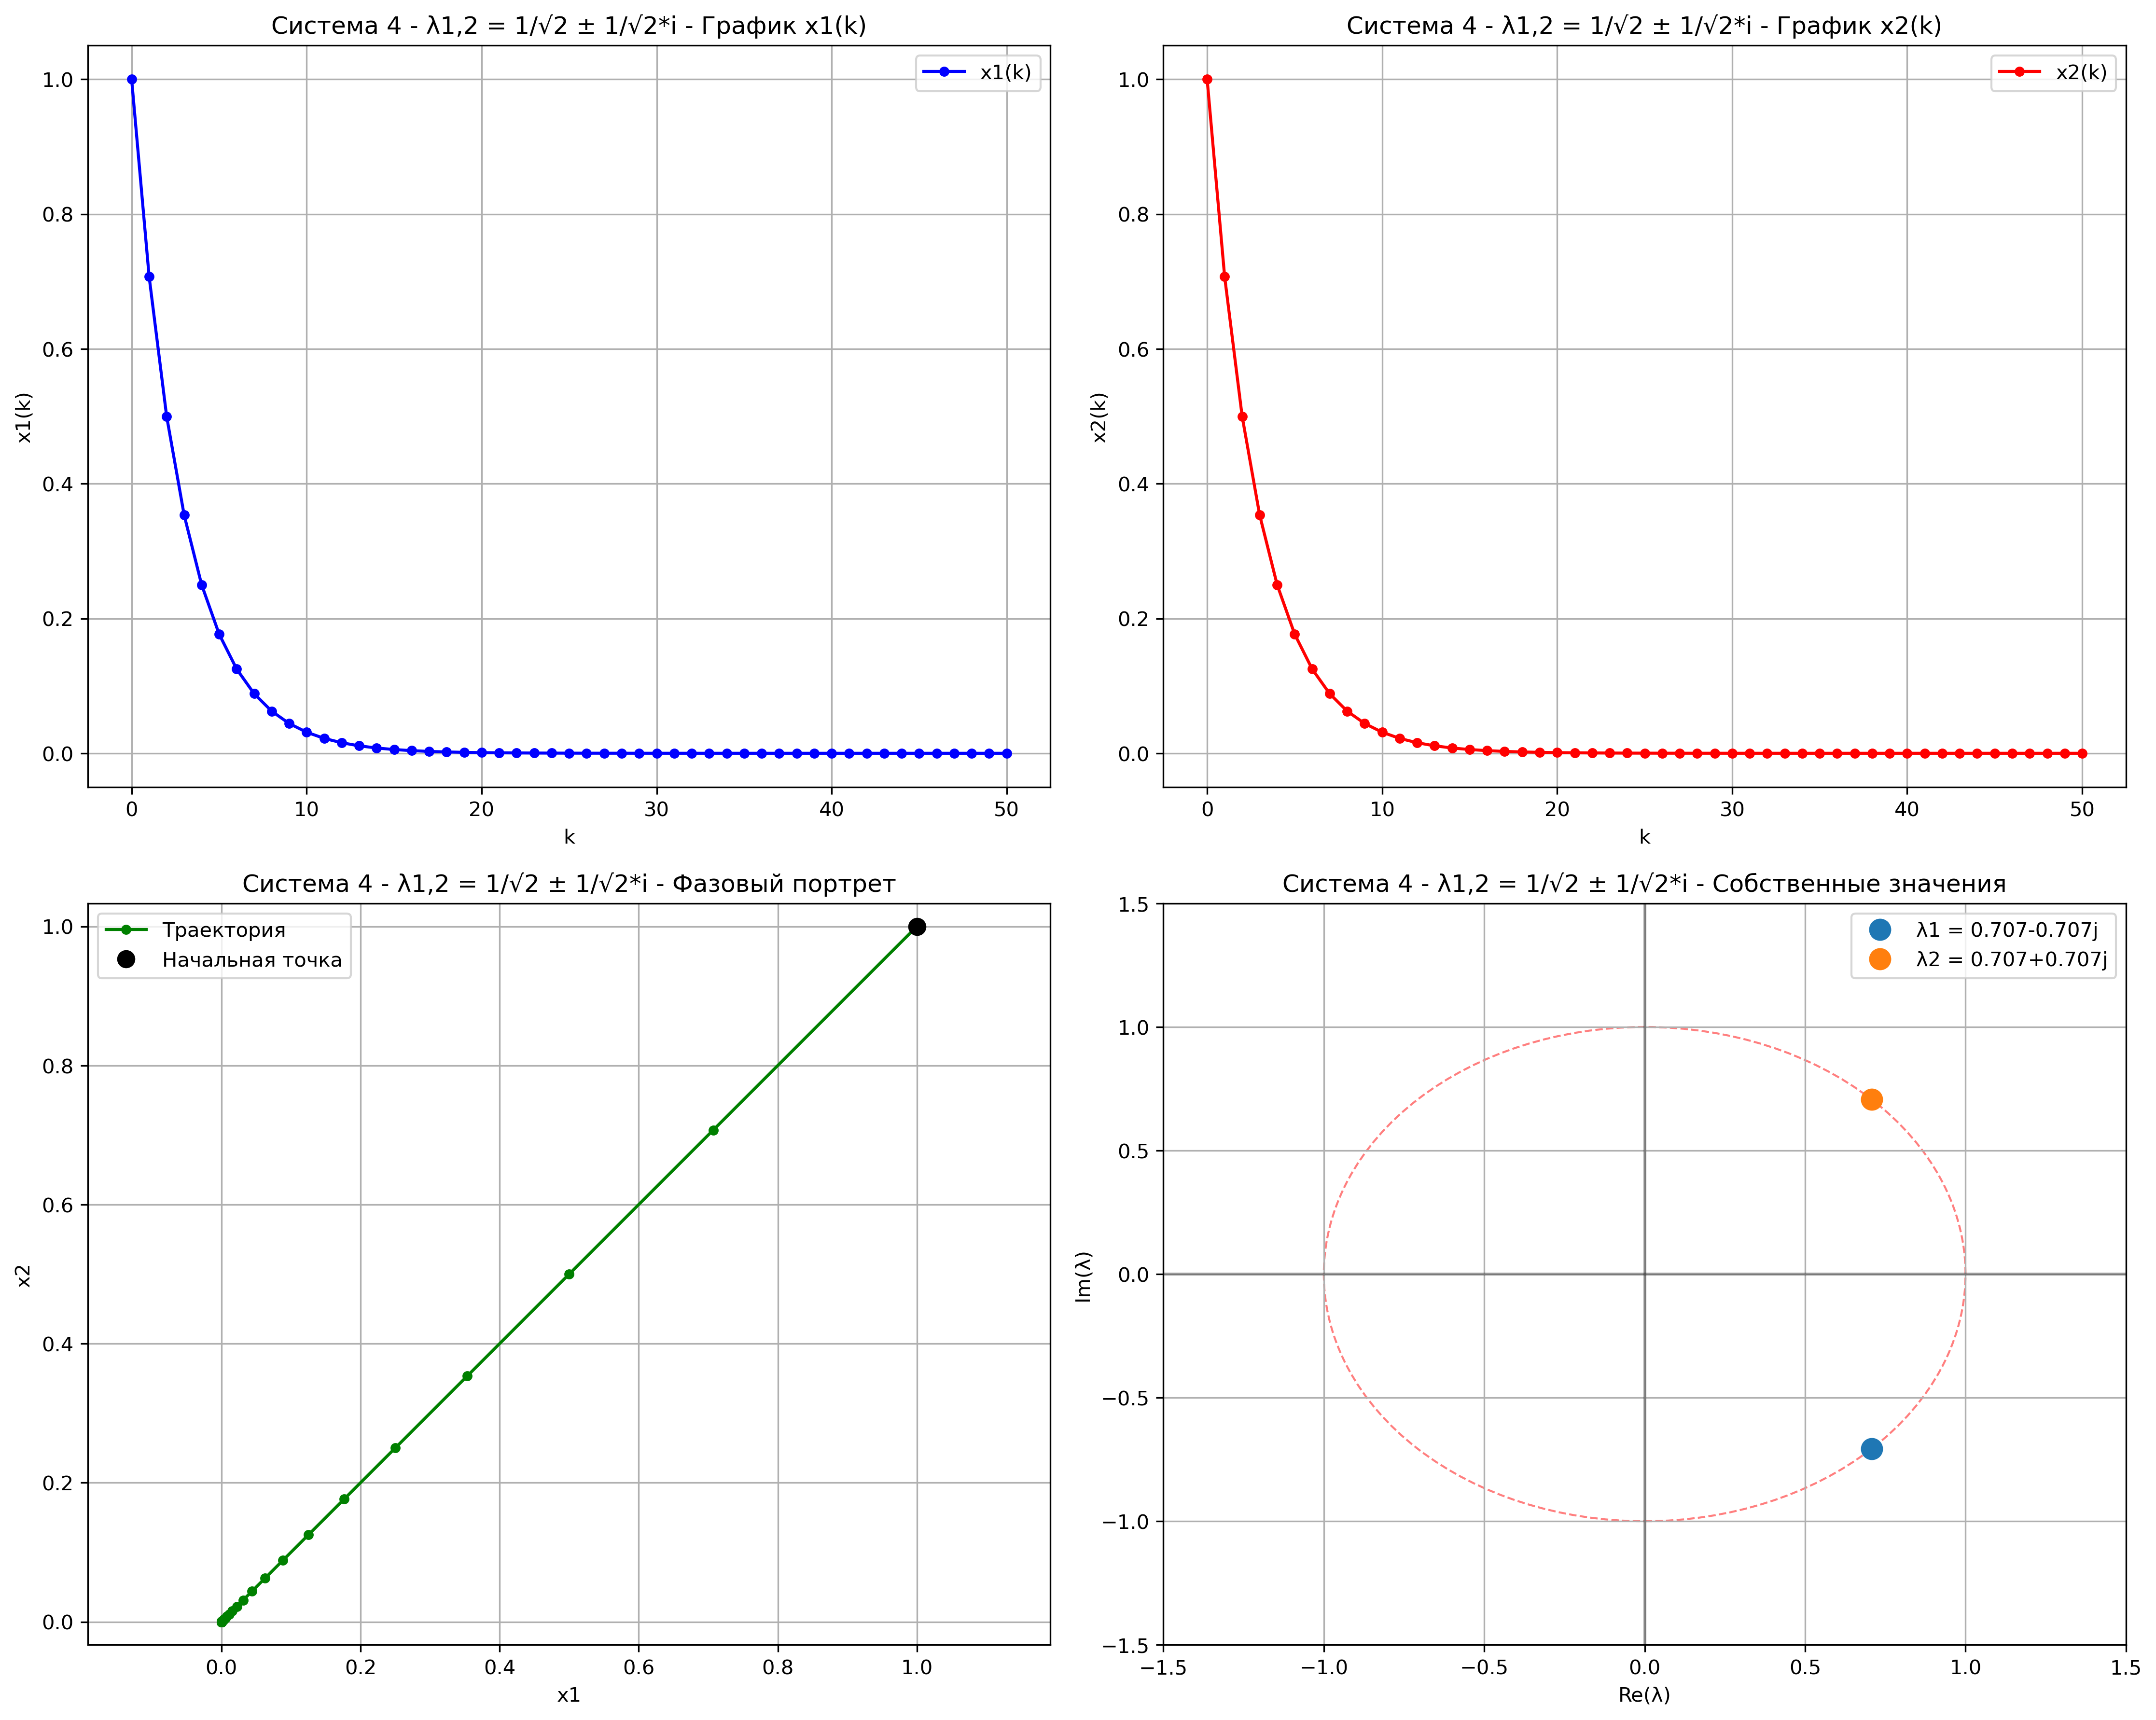 Система 4 - λ1,2 = 1/√2 ± 1/√2*i - График x1(k)
x1(k)
1.0
0.8
0.6
0.4
0.2
0.0
x1(k)
0 10 20 30 40 50
k
Система 4 - λ1,2 = 1/√2 ± 1/√2*i - График x2(k)
x2(k)
1.0
0.8
0.6
0.4
0.2
0.0
x2(k)
0 10 20 30 40 50
k
Система 4 - λ1,2 = 1/√2 ± 1/√2*i - Фазовый портрет
Траектория
Начальная точка
1.0
0.8
0.6
0.4
0.2
0.0
x2
0.0 0.2 0.4 0.6 0.8 1.0
x1
Система 4 - λ1,2 = 1/√2 ± 1/√2*i - Собственные значения
λ1 = 0.707-0.707j
λ2 = 0.707+0.707j
1.5
1.0
0.5
0.0
−0.5
−1.0
−1.5
Im(λ)
−1.5 −1.0 −0.5 0.0 0.5 1.0 1.5
Re(λ)